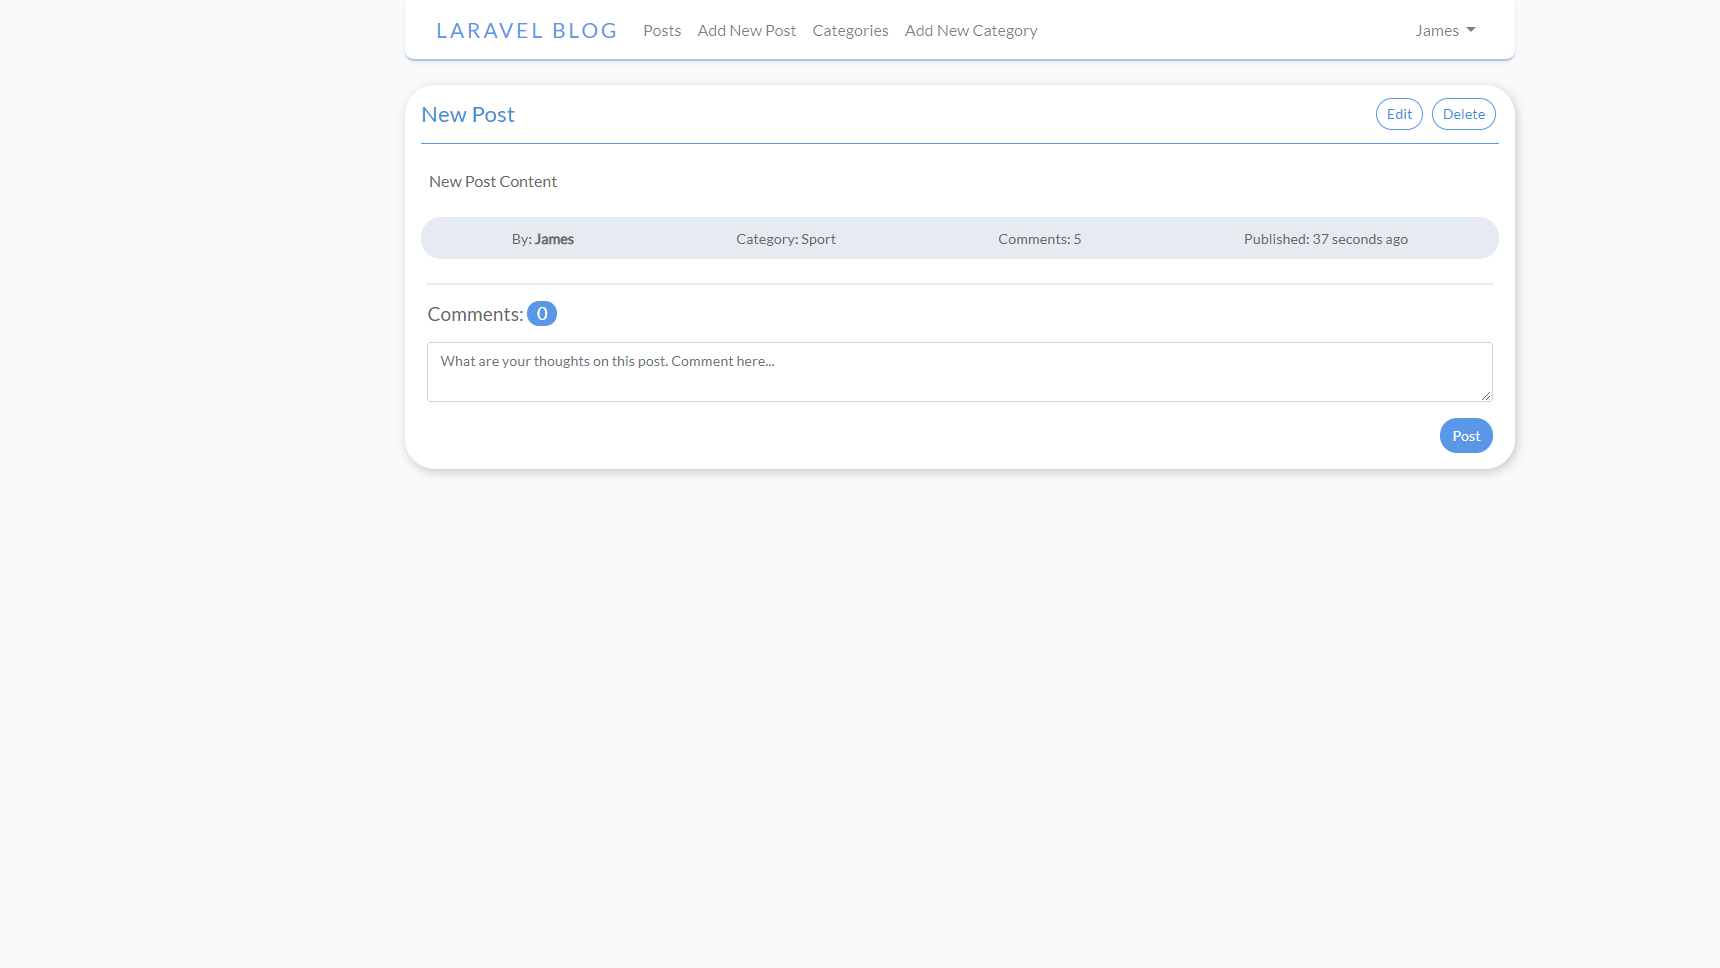 LARAVEL BLOG Posts Add New Post Categories Add New Category James
New Post Edit Delete
New Post Content
By: James Category: Sport Comments: 5 Published: 37 seconds ago
Comments: 0
What are your thoughts on this post. Comment here...
Post